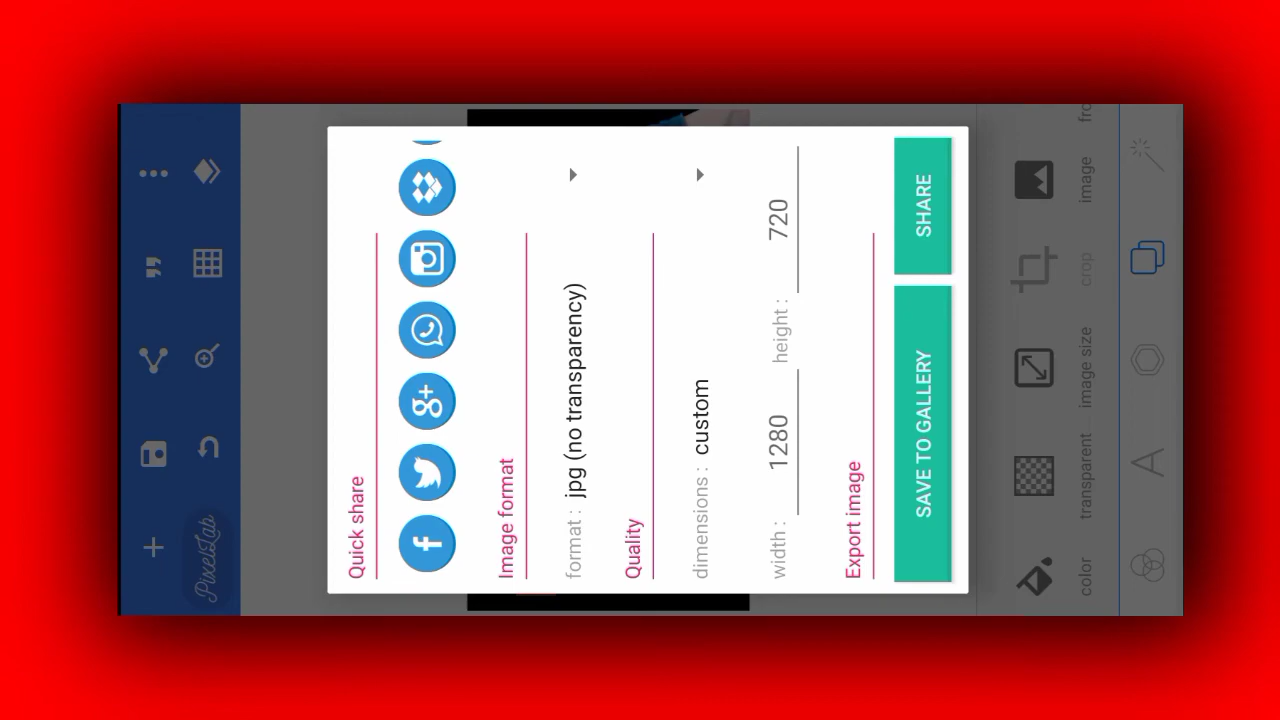 PixelLab
Quick share
f
g+
Image format
format : jpg (no transparency)
Quality
dimensions : custom
width : 1280 height : 720
Export image
SAVE TO GALLERY SHARE
color transparent image size crop image fro
A